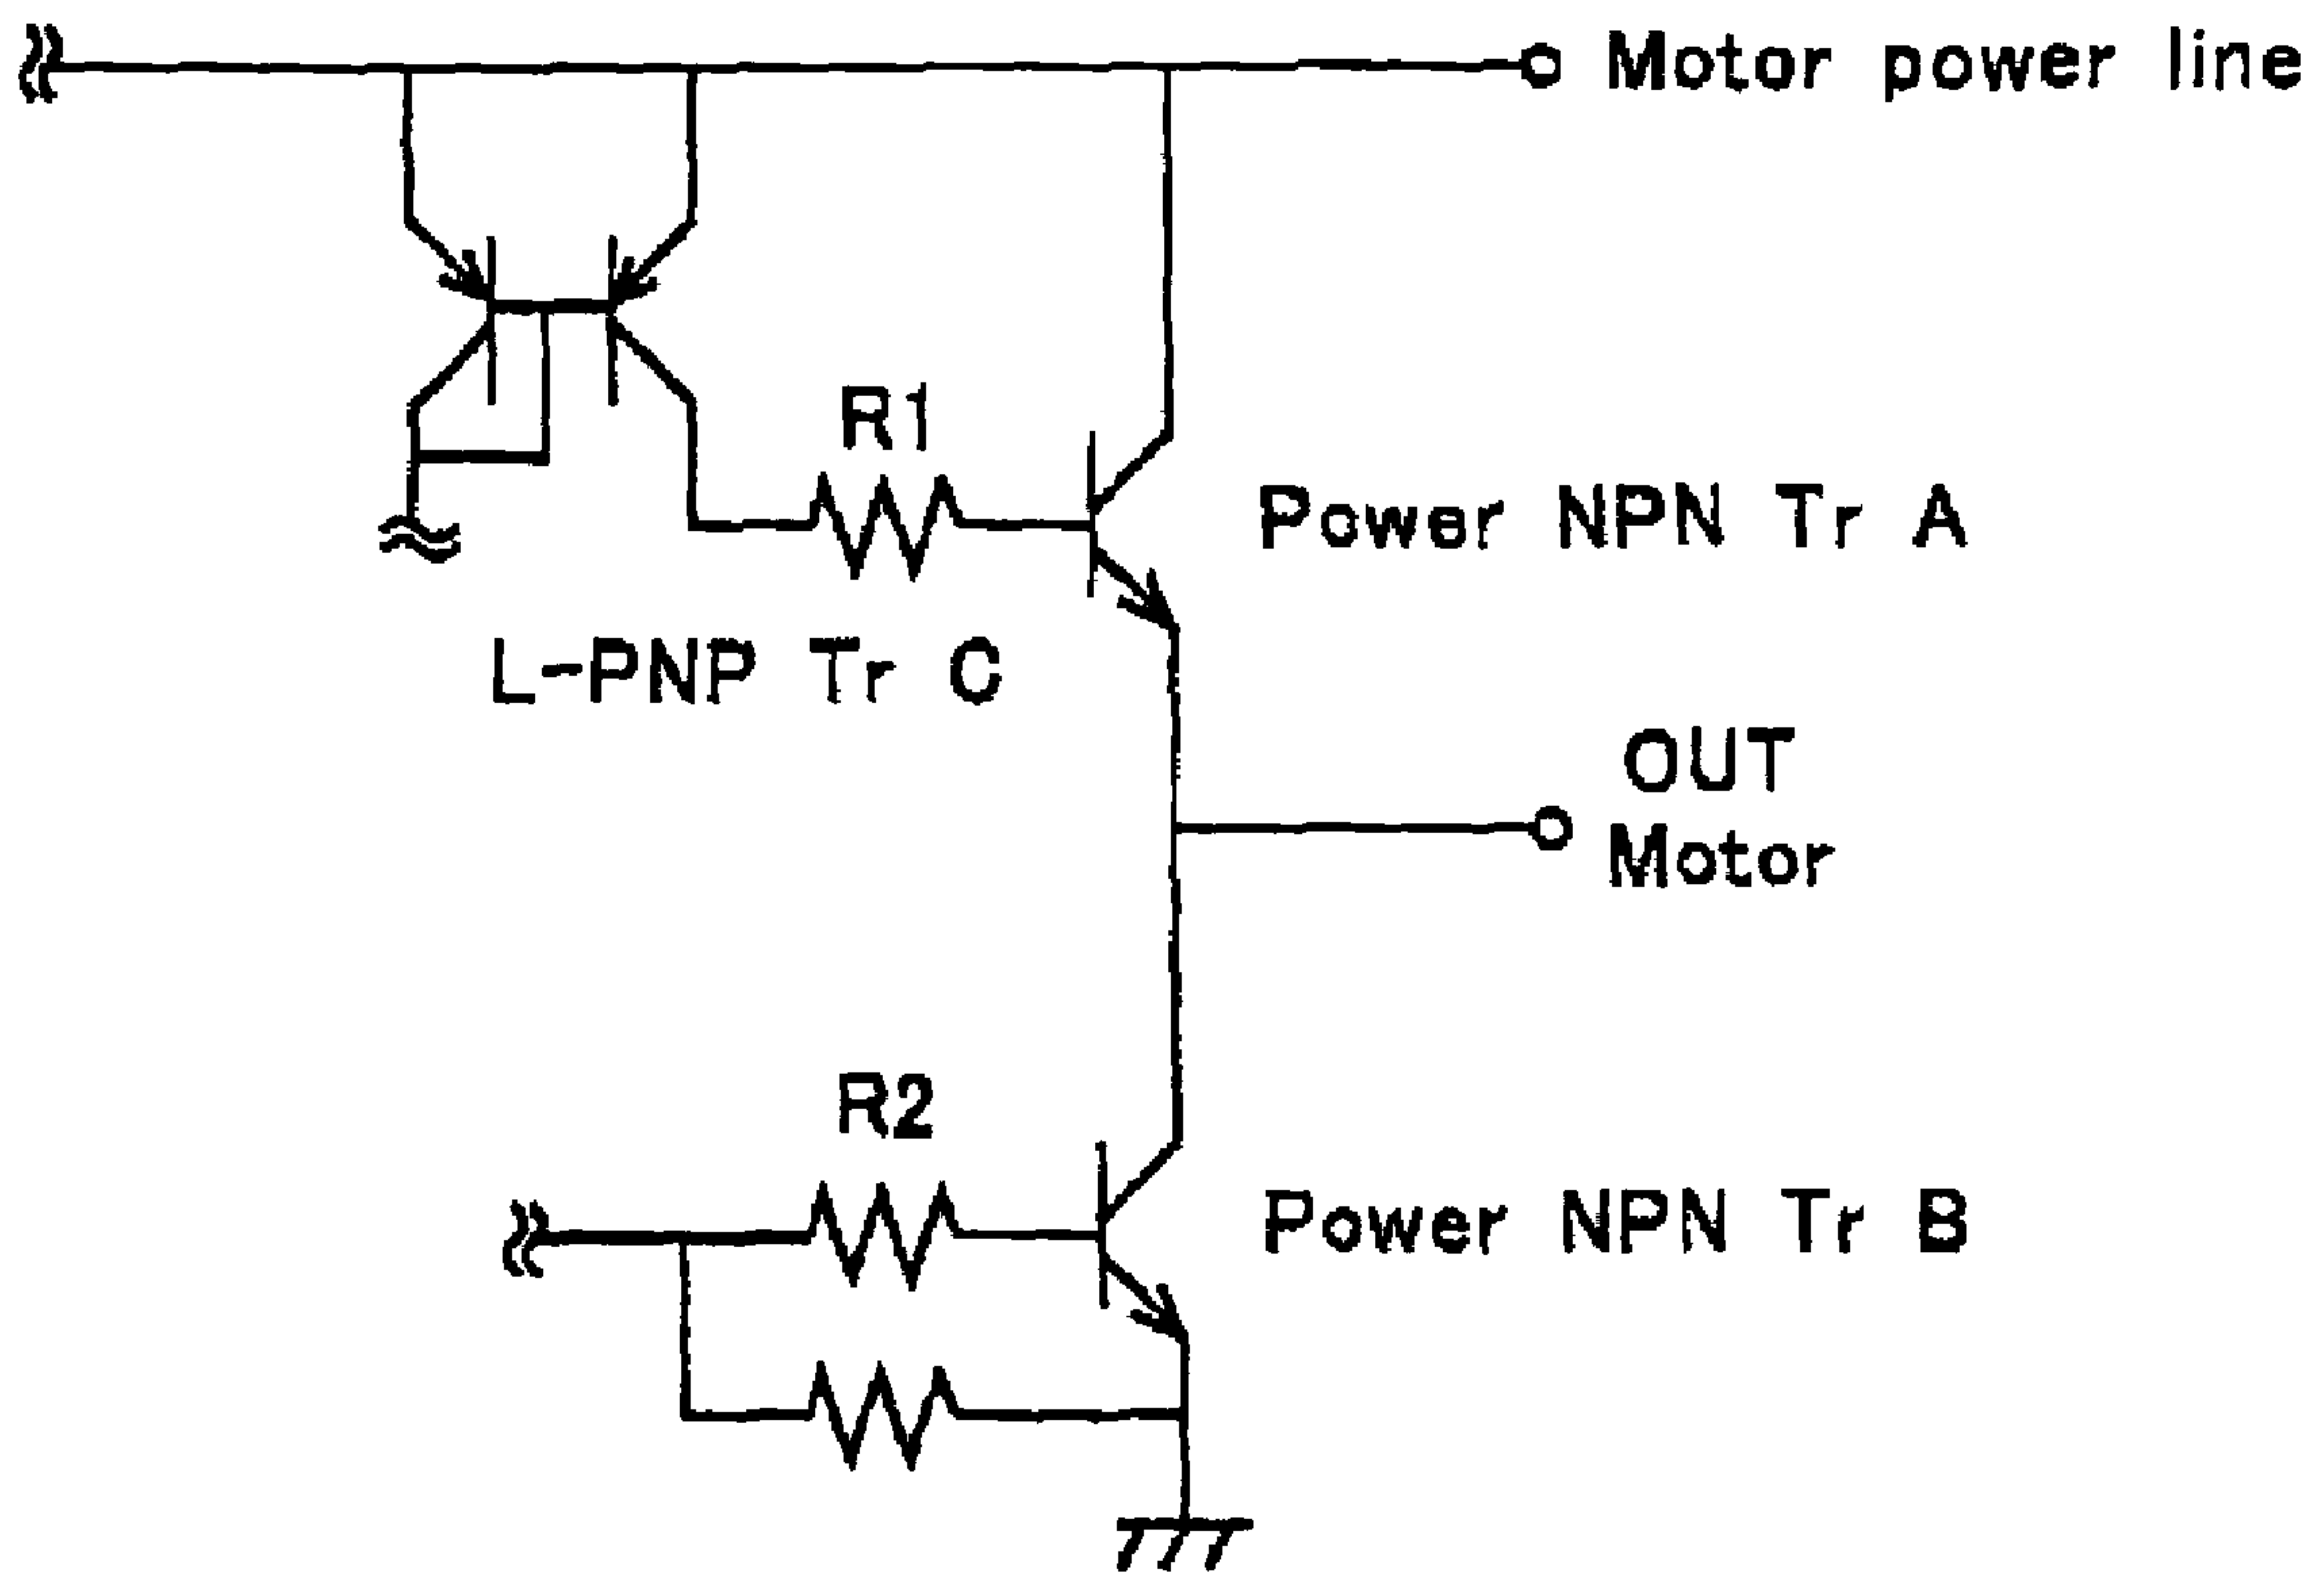 Motor power line
R1
Power NPN Tr A
L-PNP Tr C
OUT
Motor
R2
Power NPN Tr B